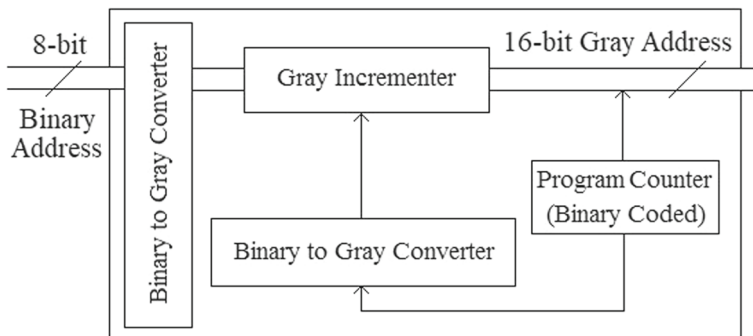 8-bit
Binary
Address
Binary to Gray Converter
Gray Incrementer
16-bit Gray Address
Program Counter
(Binary Coded)
Binary to Gray Converter